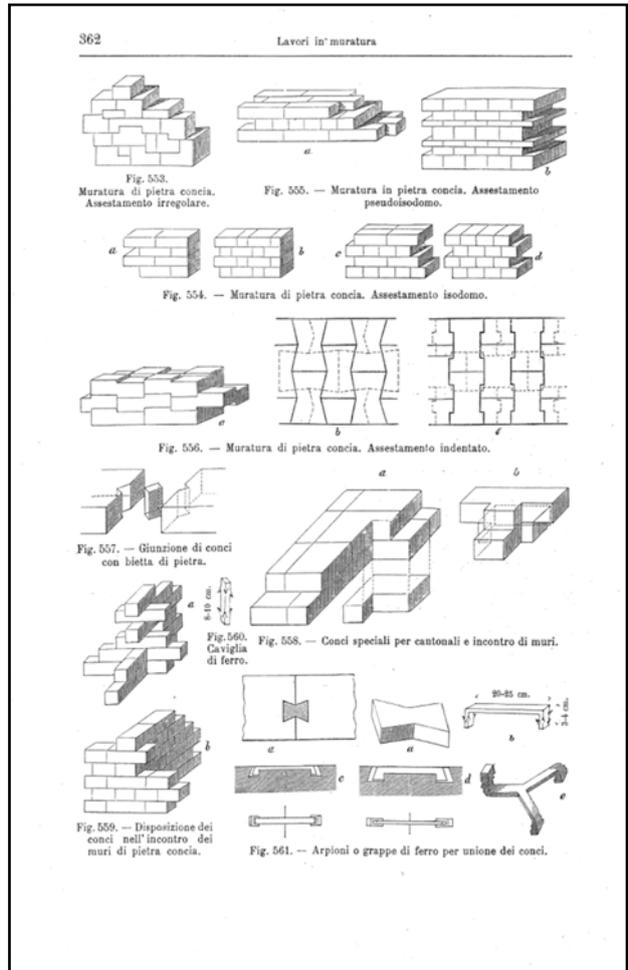 362
Lavori in muratura
a
b
Fig. 553.
Muratura di pietra concia.
Assestamento irregolare.
Fig. 555. — Muratura in pietra concia. Assestamento
pseudoisodomo.
a
b
c
d
Fig. 554. — Muratura di pietra concia. Assestamento isodomo.
a
b
c
Fig. 556. — Muratura di pietra concia. Assestamento indentato.
a
b
Fig. 557. — Giunzione di conci
con bietta di pietra.
a
8-10 cm.
Fig. 560.
Caviglia
di ferro.
Fig. 558. — Conci speciali per cantonali e incontro di muri.
20-25 cm.
3-4 cm.
a
a
b
b
c
d
e
Fig. 559. — Disposizione dei
conci nell'incontro dei
muri di pietra concia.
Fig. 561. — Arpioni o grappe di ferro per unione dei conci.